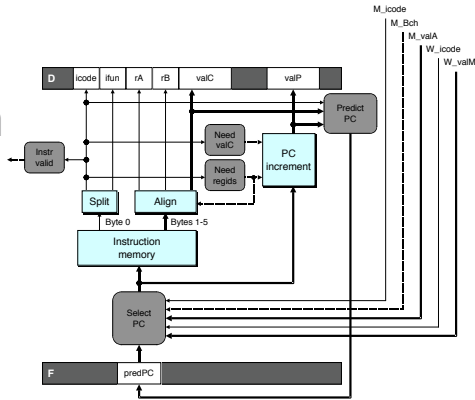 M_icode
M_Bch
M_valA
W_icode
W_valM
D icode ifun rA rB valC valP
Predict
PC
Need
valC
Instr
valid
PC
increment
Need
regids
Split
Align
Byte 0
Bytes 1-5
Instruction
memory
Select
PC
F predPC